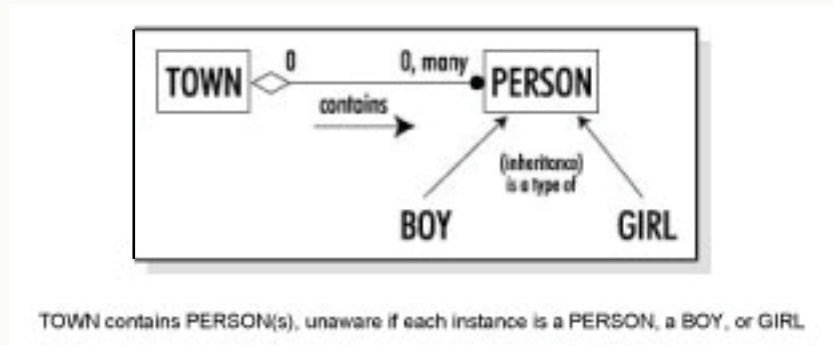 TOWN 0 0, many PERSON
contains
(inheritance)
is a type of
BOY GIRL
TOWN contains PERSON(s), unaware if each instance is a PERSON, a BOY, or GIRL